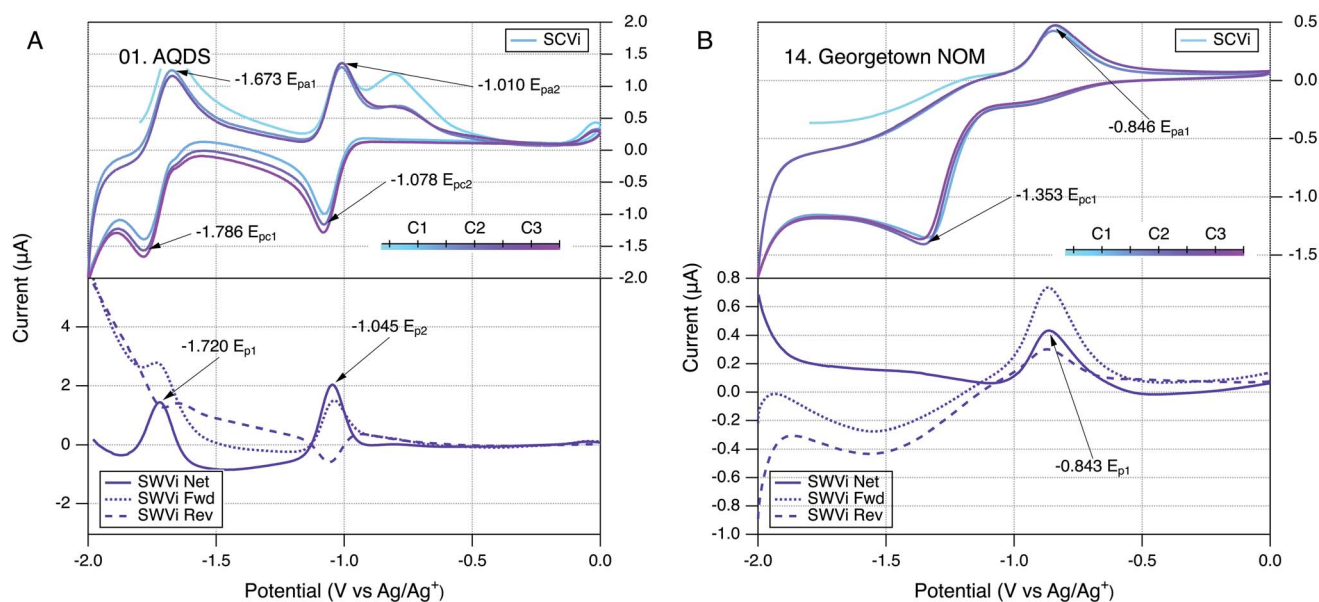 A
01. AQDS
SCVi
2.0
1.5
1.0
0.5
0.0
-0.5
-1.0
-1.5
-2.0
-1.673 Epa1
-1.010 Epa2
-1.078 Epc2
-1.786 Epc1
C1 C2 C3
Current (µA)
4
2
0
-2
-1.720 Ep1
-1.045 Ep2
SWVi Net
SWVi Fwd
SWVi Rev
-2.0 -1.5 -1.0 -0.5 0.0
Potential (V vs Ag/Ag+)
B
14. Georgetown NOM
SCVi
0.5
0.0
-0.5
-1.0
-1.5
-0.846 Epa1
-1.353 Epc1
C1 C2 C3
Current (µA)
0.8
0.6
0.4
0.2
0.0
-0.2
-0.4
-0.6
-0.8
-1.0
-0.843 Ep1
SWVi Net
SWVi Fwd
SWVi Rev
-2.0 -1.5 -1.0 -0.5 0.0
Potential (V vs Ag/Ag+)